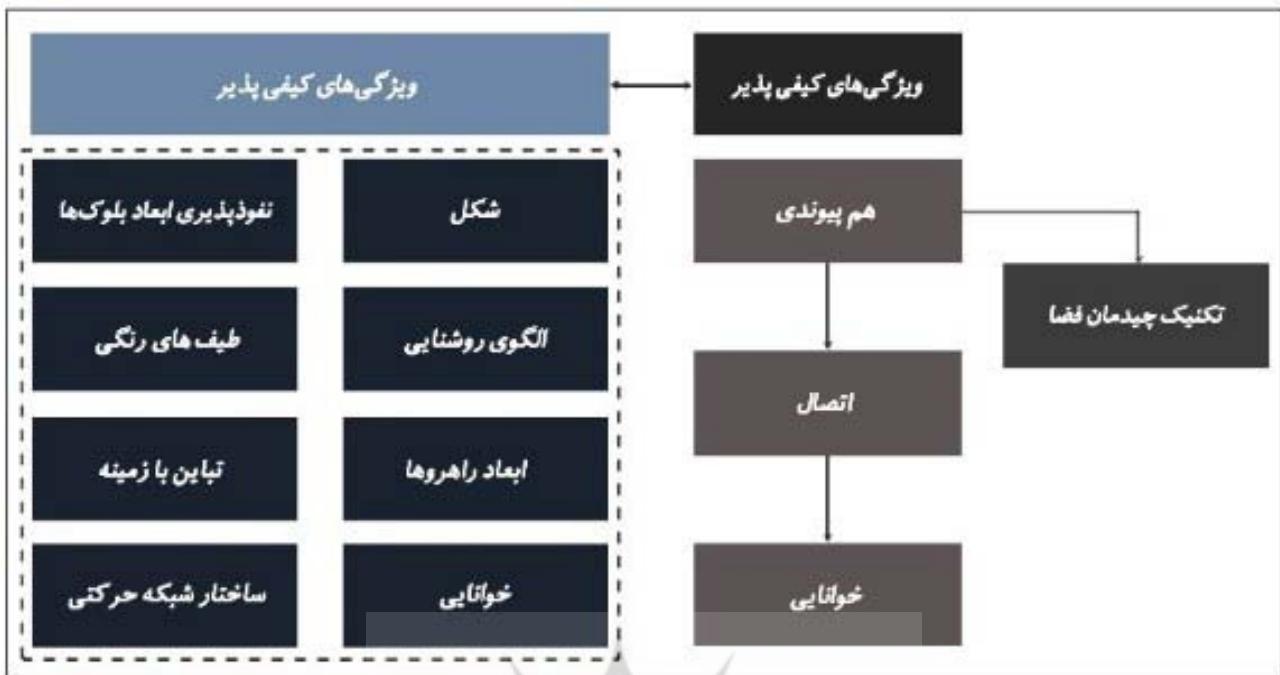 ویژگی‌های کیفی پذیر
ویژگی‌های کیفی پذیر
هم پیوندی
تکنیک چیدمان فضا
اتصال
خوانایی
شکل
نفوذپذیری ابعاد بلوک‌ها
الگوی روشنایی
طیف های رنگی
ابعاد راهروها
تباین با زمینه
خوانایی
ساختار شبکه حرکتی